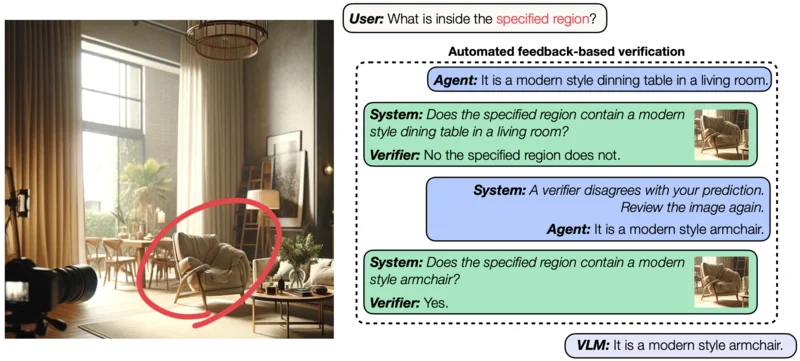 User: What is inside the specified region?
Automated feedback-based verification
Agent: It is a modern style dinning table in a living room.
System: Does the specified region contain a modern
style dining table in a living room?
Verifier: No the specified region does not.
System: A verifier disagrees with your prediction.
Review the image again.
Agent: It is a modern style armchair.
System: Does the specified region contain a modern
style armchair?
Verifier: Yes.
VLM: It is a modern style armchair.